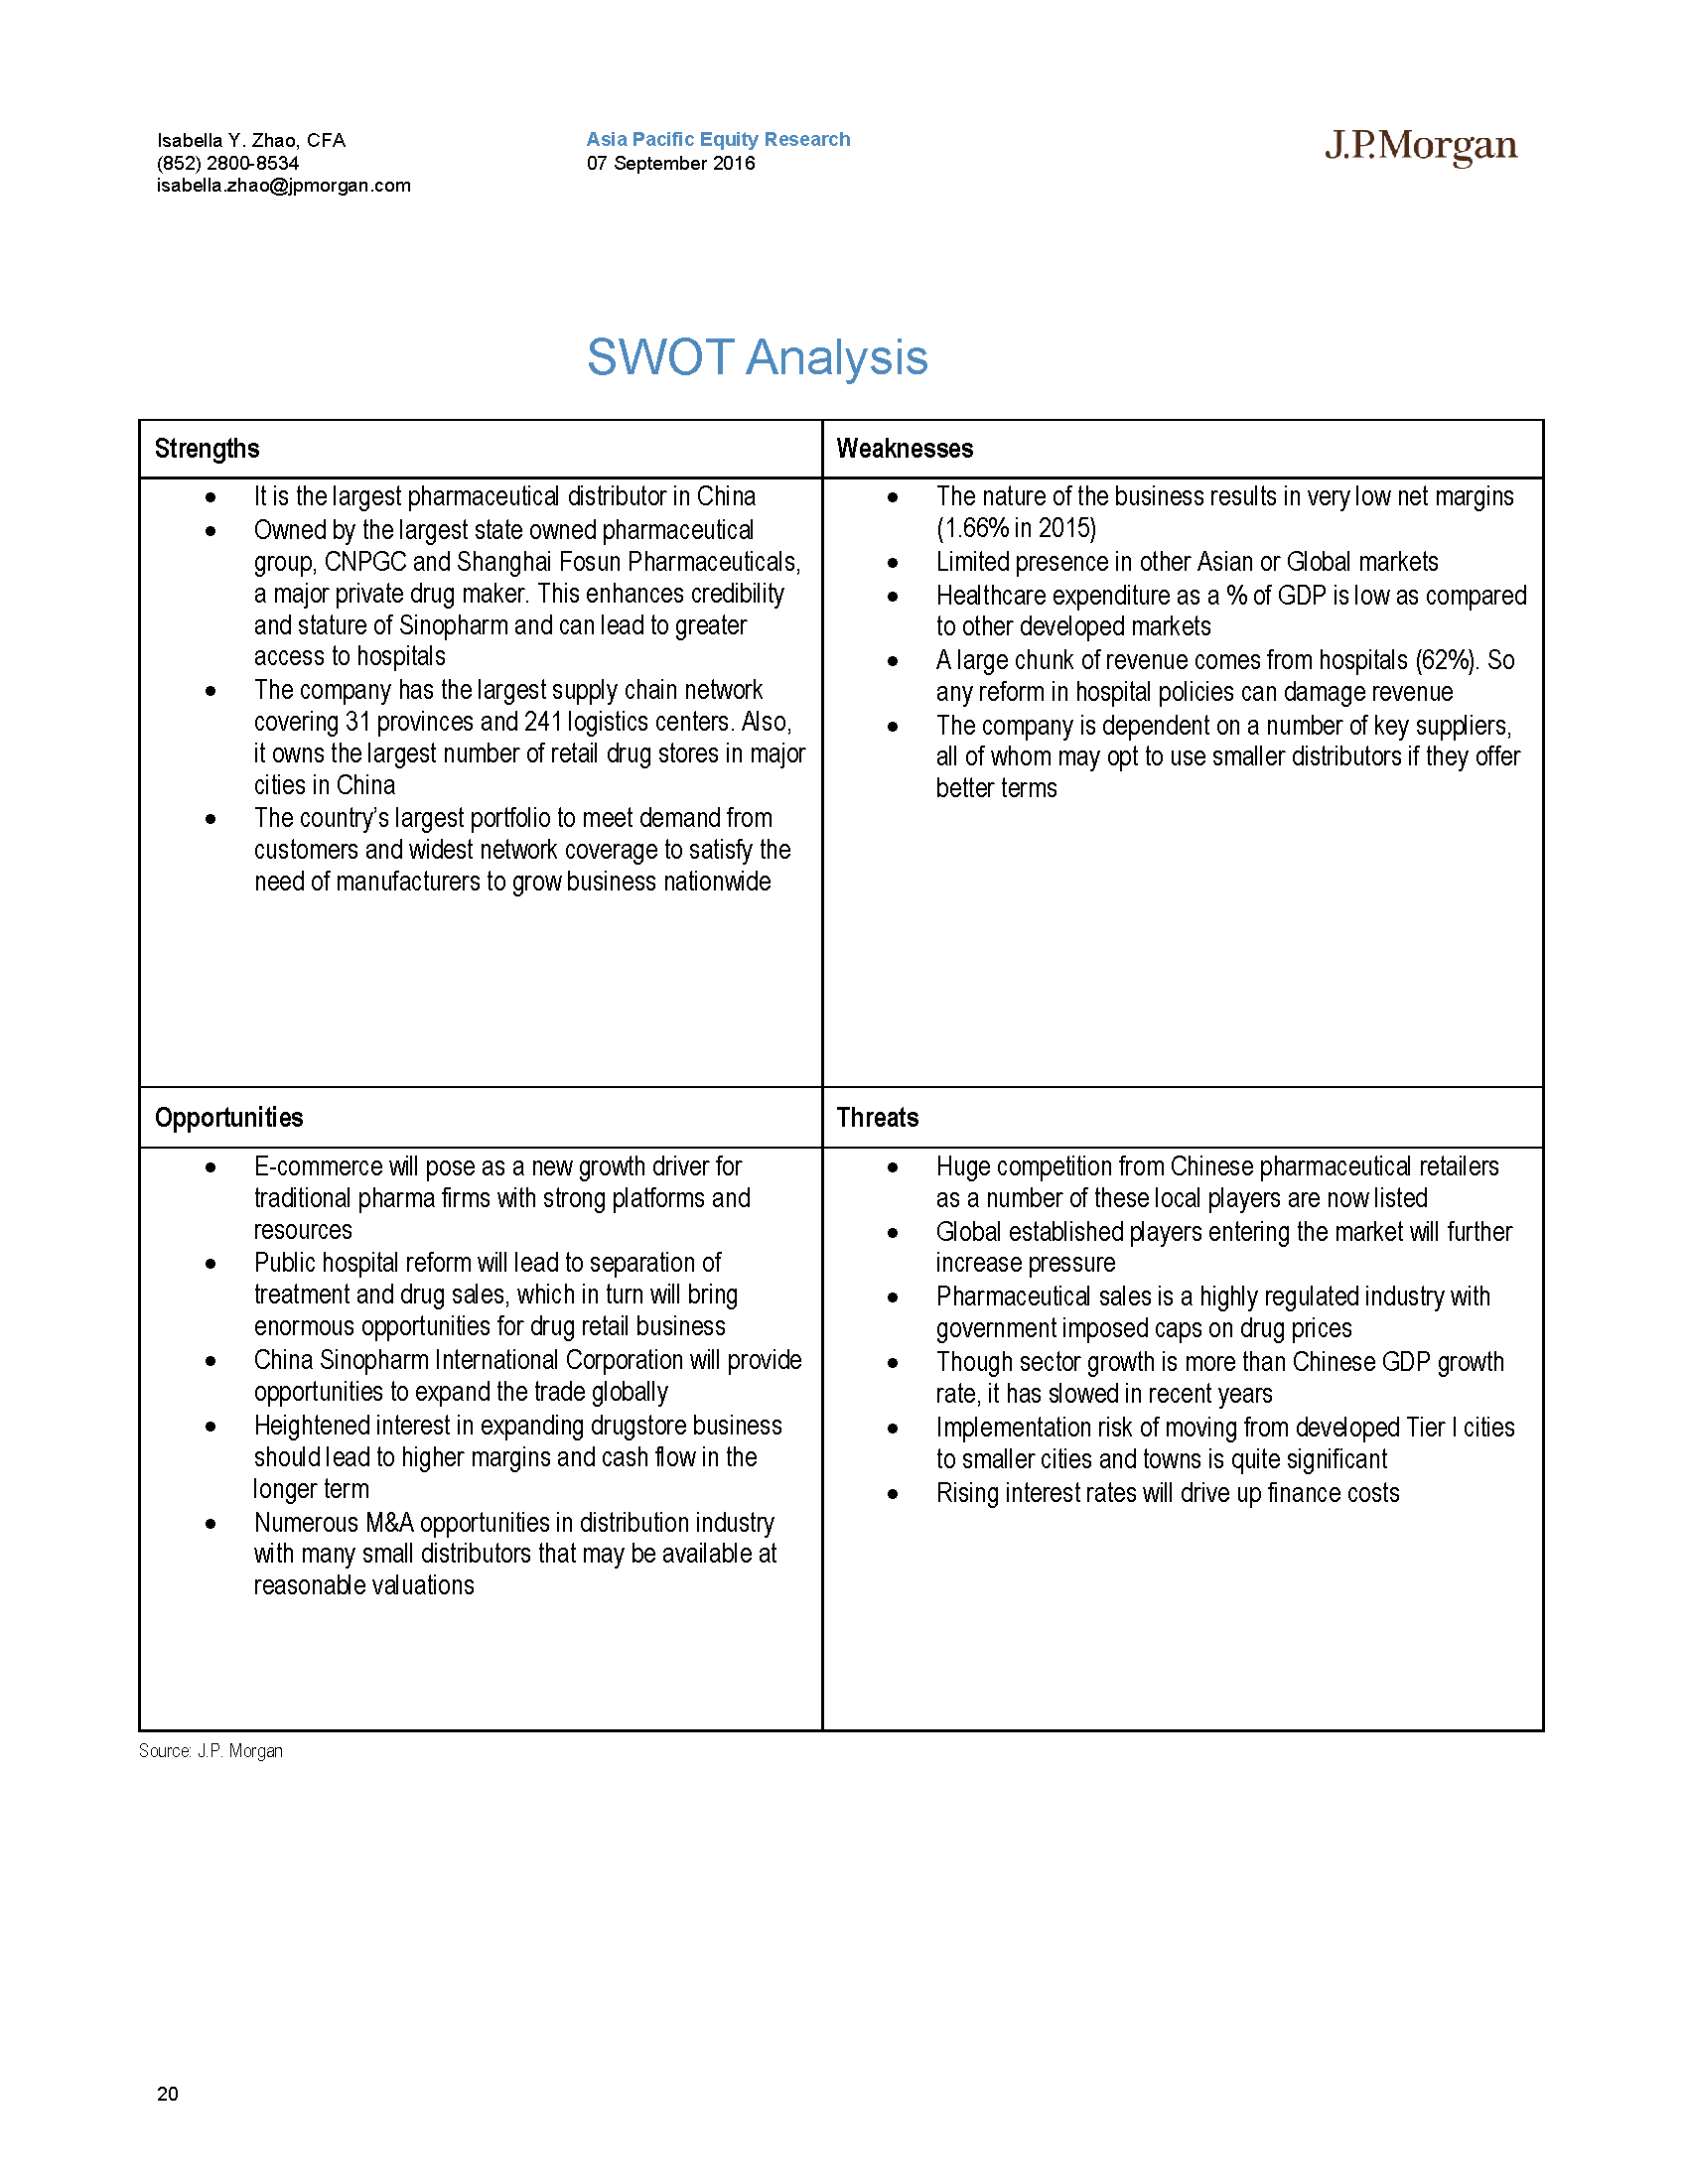 Isabella Y. Zhao, CFA
(852) 2800-8534
isabella.zhao@jpmorgan.com
Asia Pacific Equity Research
07 September 2016
J.P.Morgan
SWOT Analysis
Strengths
• It is the largest pharmaceutical distributor in China
• Owned by the largest state owned pharmaceutical
group, CNPGC and Shanghai Fosun Pharmaceuticals,
a major private drug maker. This enhances credibility
and stature of Sinopharm and can lead to greater
access to hospitals
• The company has the largest supply chain network
covering 31 provinces and 241 logistics centers. Also,
it owns the largest number of retail drug stores in major
cities in China
• The country’s largest portfolio to meet demand from
customers and widest network coverage to satisfy the
need of manufacturers to grow business nationwide
Weaknesses
• The nature of the business results in very low net margins
(1.66% in 2015)
• Limited presence in other Asian or Global markets
• Healthcare expenditure as a % of GDP is low as compared
to other developed markets
• A large chunk of revenue comes from hospitals (62%). So
any reform in hospital policies can damage revenue
• The company is dependent on a number of key suppliers,
all of whom may opt to use smaller distributors if they offer
better terms
Opportunities
• E-commerce will pose as a new growth driver for
traditional pharma firms with strong platforms and
resources
• Public hospital reform will lead to separation of
treatment and drug sales, which in turn will bring
enormous opportunities for drug retail business
• China Sinopharm International Corporation will provide
opportunities to expand the trade globally
• Heightened interest in expanding drugstore business
should lead to higher margins and cash flow in the
longer term
• Numerous M&A opportunities in distribution industry
with many small distributors that may be available at
reasonable valuations
Threats
• Huge competition from Chinese pharmaceutical retailers
as a number of these local players are now listed
• Global established players entering the market will further
increase pressure
• Pharmaceutical sales is a highly regulated industry with
government imposed caps on drug prices
• Though sector growth is more than Chinese GDP growth
rate, it has slowed in recent years
• Implementation risk of moving from developed Tier I cities
to smaller cities and towns is quite significant
• Rising interest rates will drive up finance costs
Source: J.P. Morgan
20